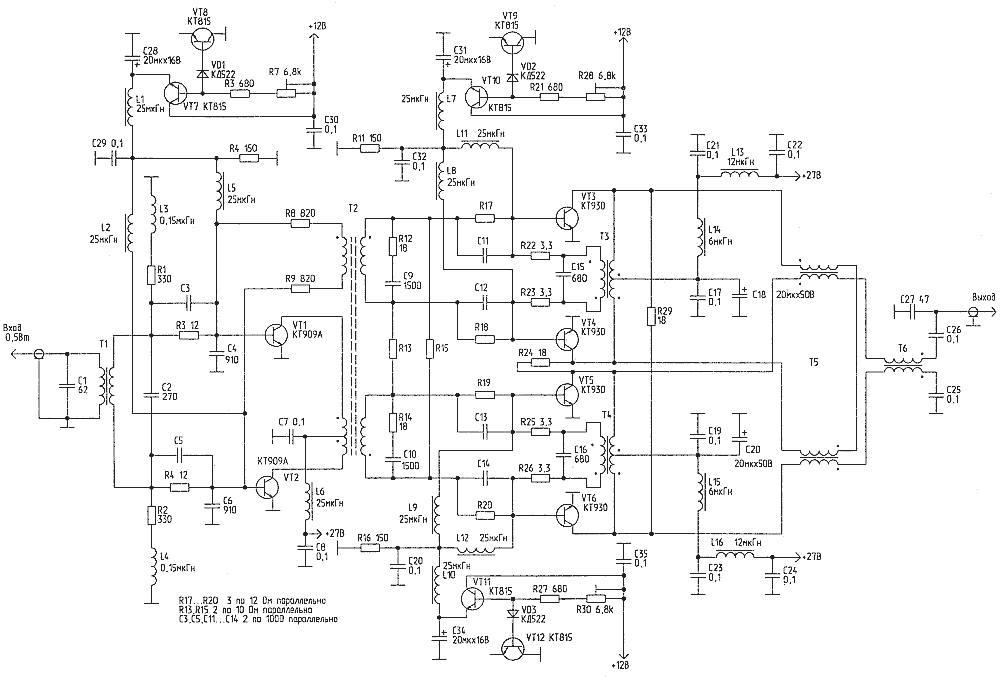 VT8
КТ815
+12В
C28
20мкх16В
VD1
КД522
R3 680
R7 6,8k
VT7 КТ815
L1
25мкГн
C30
0,1
C29 0,1
R4 150
L5
25мкГн
L2
25мкГн
L3
0,15мкГн
R1
330
C3
R3 12
C4
910
R8 820
R9 820
VT1
КТ909А
T2
Вход
0,5Вт
T1
C1
62
C2
270
C5
R4 12
C6
910
R2
330
L4
0,15мкГн
КТ909А
VT2
C7 0,1
L6
25мкГн
+27В
C8
0,1
VT9
КТ815
+12В
C31
20мкх16В
VD2
КД522
VT10
КТ815
R21 680
R28 6,8k
L7
25мкГн
L11 25мкГн
R11 150
C32
0,1
L8
25мкГн
C33
0,1
C21
0,1
L13
12мкГн
C22
0,1
+27В
VT3
КТ930
R17
R12
18
C11
R22 3,3
C15
680
T3
C9
1500
C12
R23 3,3
R18
VT4
КТ930
R13
R15
R24 18
R29
18
L14
6мкГн
C17
0,1
C18
20мкх50В
VT5
КТ930
R19
R14
18
C13
R25 3,3
C16
680
T4
C10
1500
C14
R26 3,3
R20
VT6
КТ930
L9
25мкГн
L12 25мкГн
R16 150
C20
0,1
25мкГн
L10
VT11
КТ815
R27 680
R30 6,8k
VD3
КД522
VT12 КТ815
C34
20мкх16В
C35
0,1
+12В
C19
0,1
C20
20мкх50В
L15
6мкГн
L16 12мкГн
+27В
C23
0,1
C24
0,1
T5
T6
C27 47
Выход
C26
0,1
C25
0,1
R17...R20 3 по 12 Ом параллельно
R13,R15 2 по 10 Ом параллельно
C3,C5,C11...C14 2 по 1000 параллельно